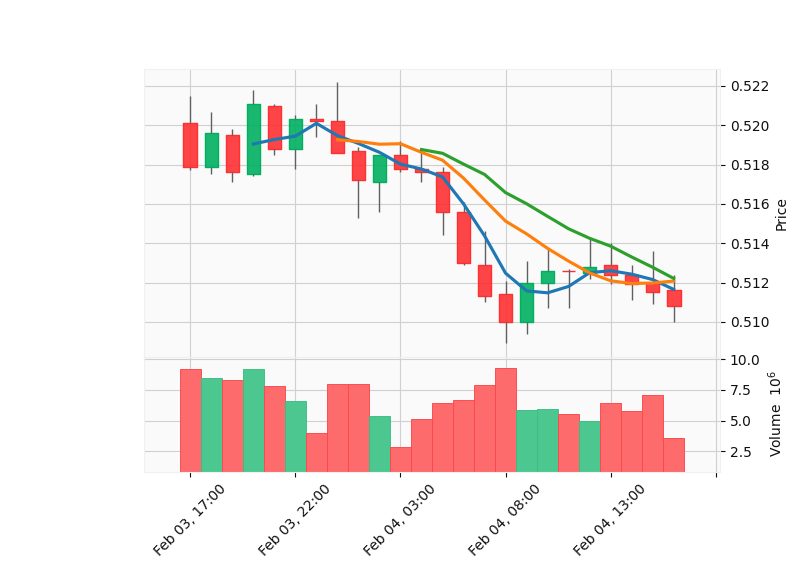 0.522
0.520
0.518
0.516
0.514
0.512
0.510
Price
10.0
7.5
5.0
2.5
Volume 10^6
Feb 03, 17:00
Feb 03, 22:00
Feb 04, 03:00
Feb 04, 08:00
Feb 04, 13:00